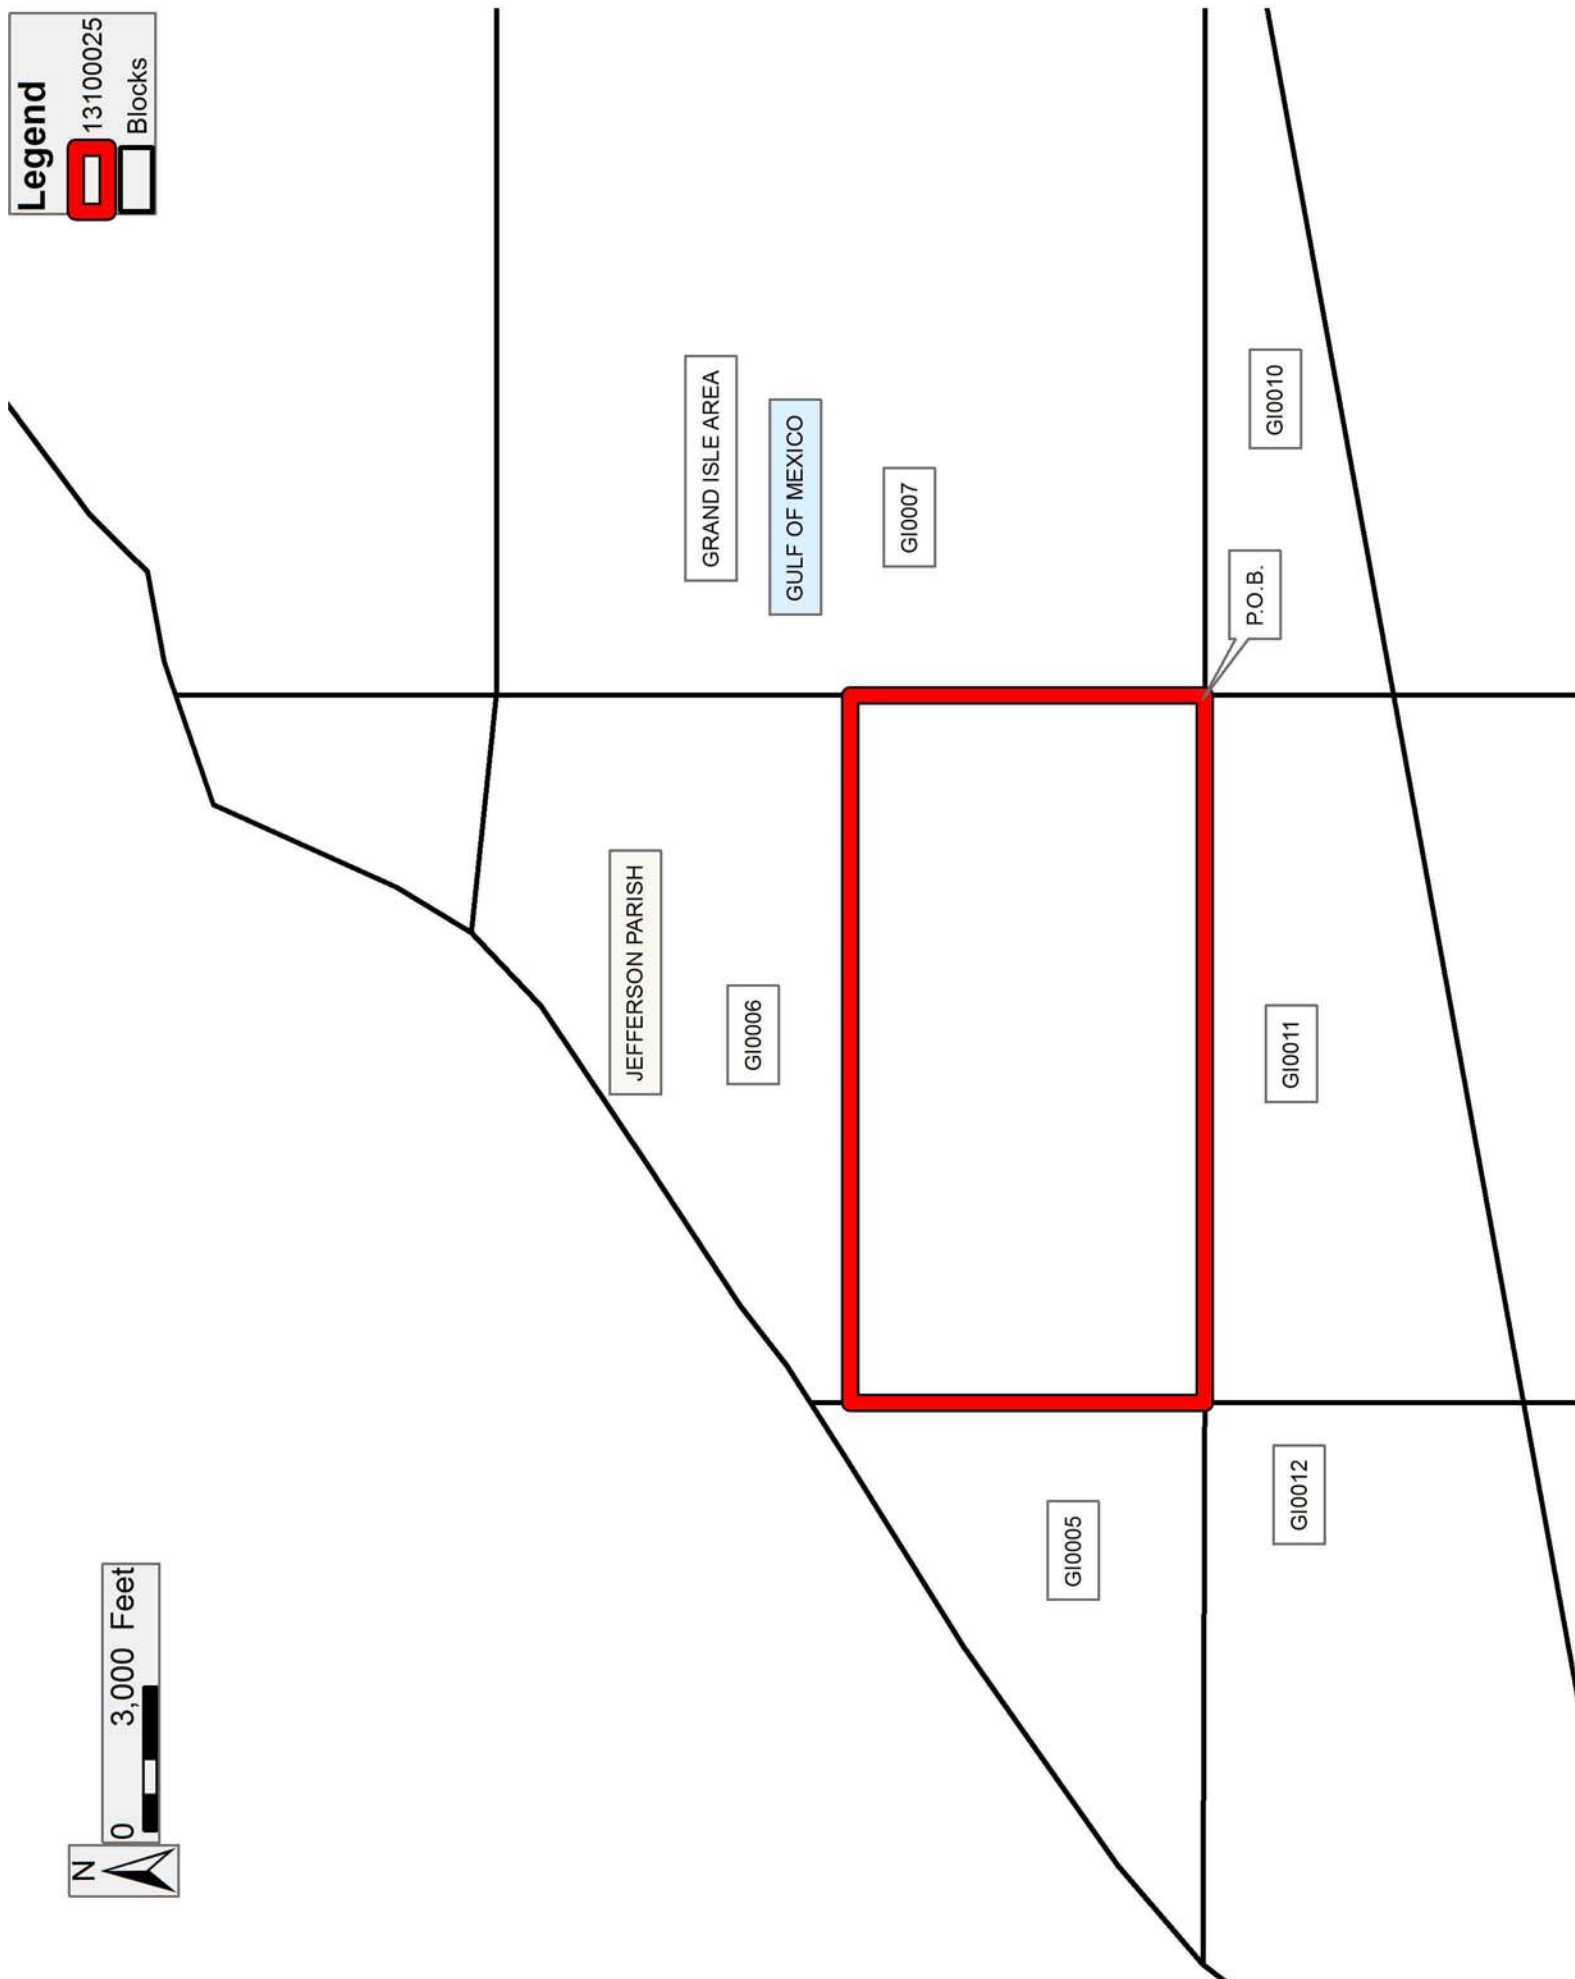 N
0 3,000 Feet
Legend
13100025
Blocks
JEFFERSON PARISH
GRAND ISLE AREA
GI0006
GULF OF MEXICO
GI0007
GI0005
P.O.B.
GI0012
GI0011
GI0010